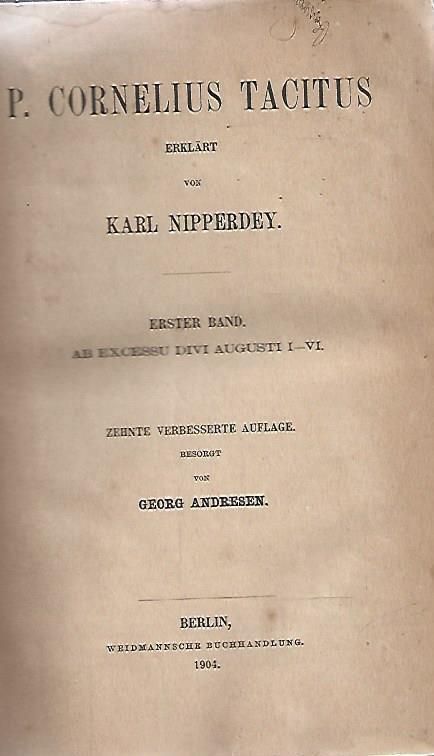 P. CORNELIUS TACITUS
ERKLÄRT
VON
KARL NIPPERDEY.
ERSTER BAND.
AB EXCESSU DIVI AUGUSTI I—VI.
ZEHNTE VERBESSERTE AUFLAGE.
BESORGT
VON
GEORG ANDRESEN.
BERLIN,
WEIDMANNSCHE BUCHHANDLUNG.
1904.